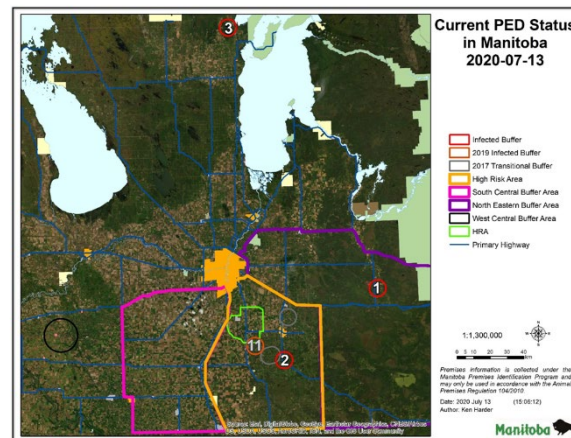 Current PED Status
in Manitoba
2020-07-13
3
1
11
2
Infected Buffer
2019 Infected Buffer
2017 Transitional Buffer
High Risk Area
South Central Buffer Area
North Eastern Buffer Area
West Central Buffer Area
HRA
Primary Highway
1:1,300,000
Premises information is collected under the
Manitoba Premises Identification Program and
may only be used in accordance with the Animal
Premises Regulation 104/2010.
Date: 2020 July 13 (15:06:12)
Author: Ken Harder
Manitoba